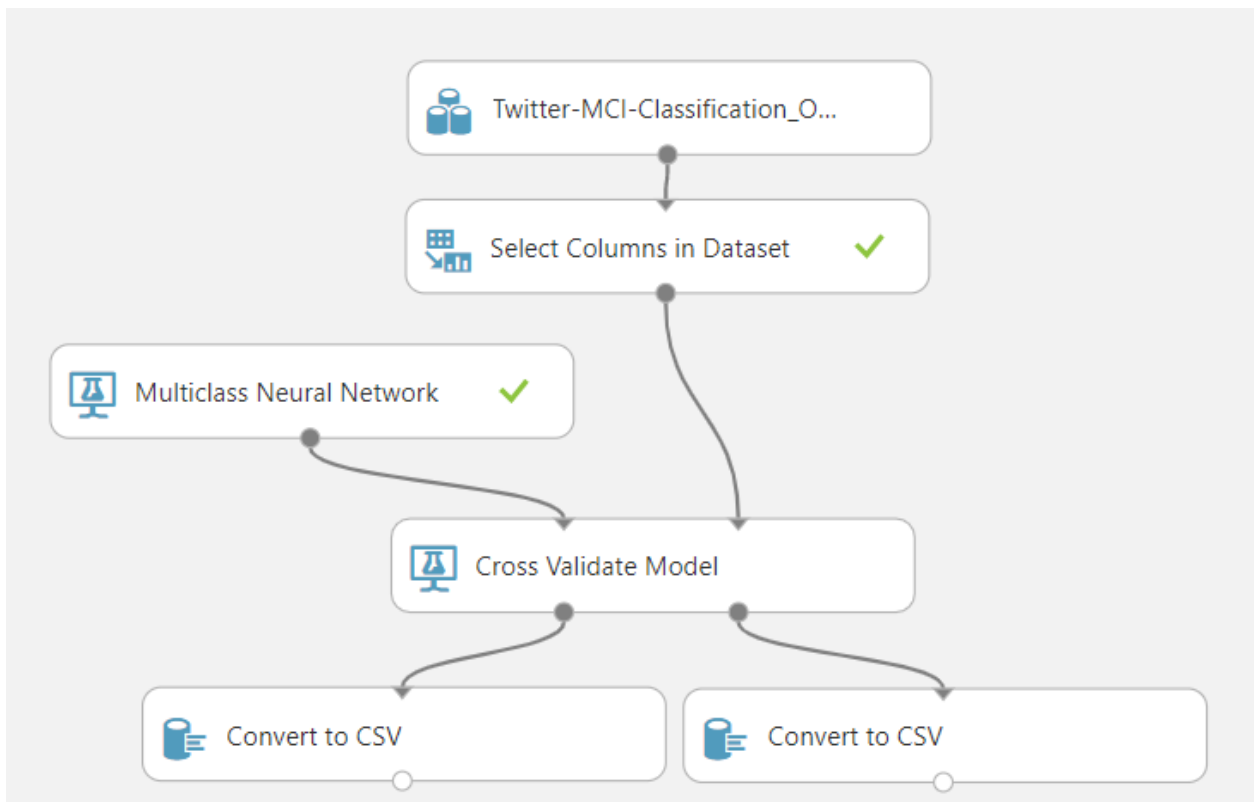 Twitter-MCI-Classification_O...
Select Columns in Dataset
Multiclass Neural Network
Cross Validate Model
Convert to CSV
Convert to CSV